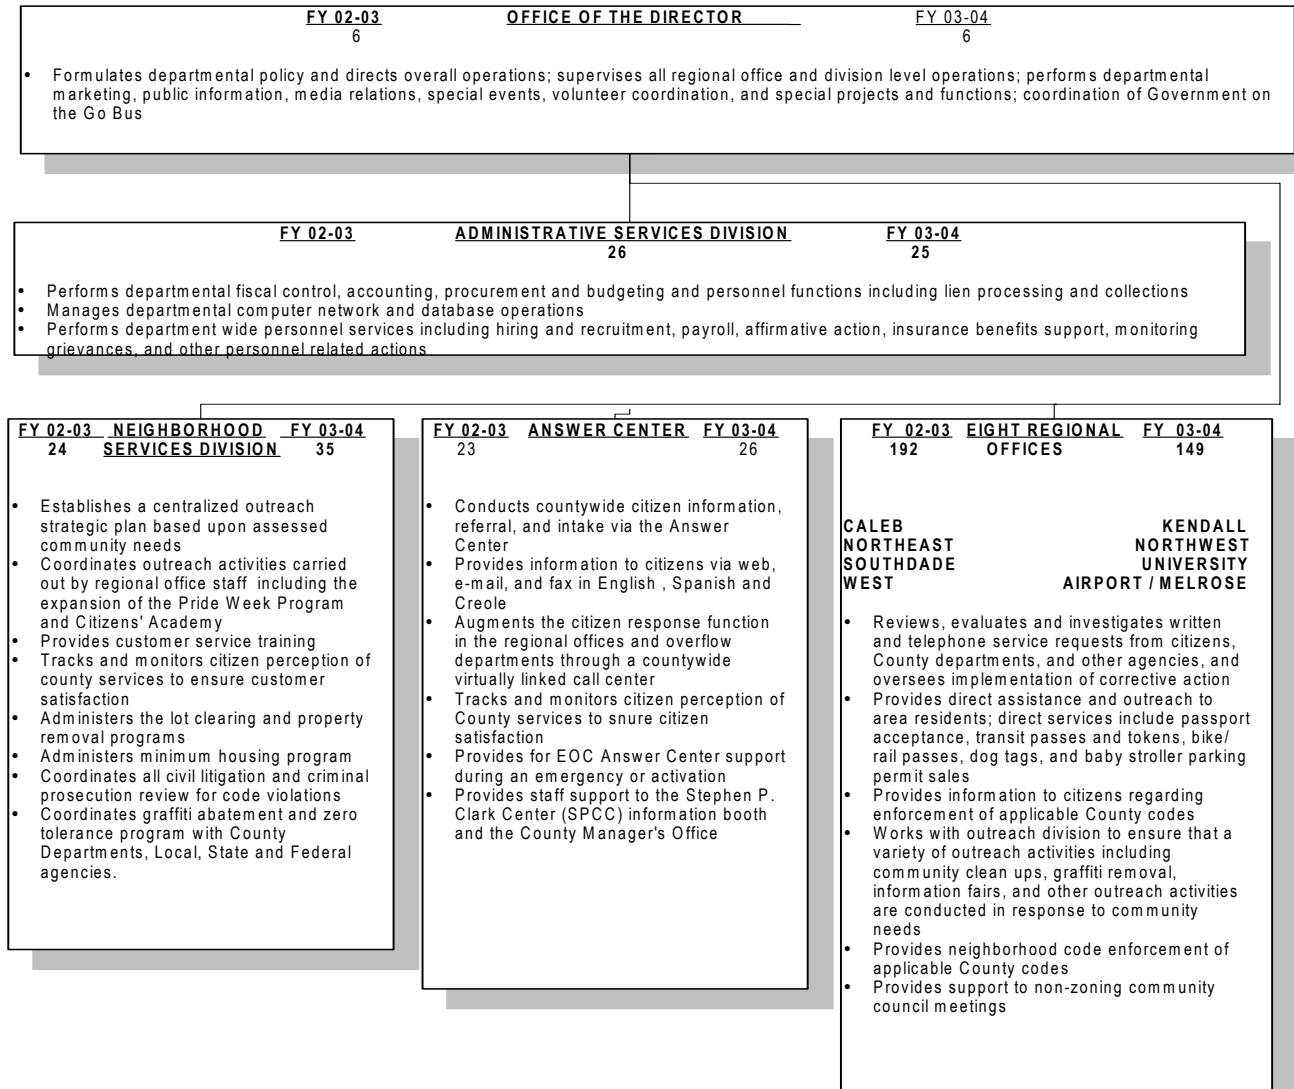 FY 02-03 OFFICE OF THE DIRECTOR FY 03-04
6 6
• Formulates departmental policy and directs overall operations; supervises all regional office and division level operations; performs departmental
marketing, public information, media relations, special events, volunteer coordination, and special projects and functions; coordination of Government on
the Go Bus
FY 02-03 ADMINISTRATIVE SERVICES DIVISION FY 03-04
26 25
• Performs departmental fiscal control, accounting, procurement and budgeting and personnel functions including lien processing and collections
• Manages departmental computer network and database operations
• Performs department wide personnel services including hiring and recruitment, payroll, affirmative action, insurance benefits support, monitoring
grievances, and other personnel related actions
FY 02-03 NEIGHBORHOOD FY 03-04
24 SERVICES DIVISION 35
• Establishes a centralized outreach
strategic plan based upon assessed
community needs
• Coordinates outreach activities carried
out by regional office staff including the
expansion of the Pride Week Program
and Citizens' Academy
• Provides customer service training
• Tracks and monitors citizen perception of
county services to ensure customer
satisfaction
• Administers the lot clearing and property
removal programs
• Administers minimum housing program
• Coordinates all civil litigation and criminal
prosecution review for code violations
• Coordinates graffiti abatement and zero
tolerance program with County
Departments, Local, State and Federal
agencies.
FY 02-03 ANSWER CENTER FY 03-04
23 26
• Conducts countywide citizen information,
referral, and intake via the Answer
Center
• Provides information to citizens via web,
e-mail, and fax in English , Spanish and
Creole
• Augments the citizen response function
in the regional offices and overflow
departments through a countywide
virtually linked call center
• Tracks and monitors citizen perception of
County services to snure citizen
satisfaction
• Provides for EOC Answer Center support
during an emergency or activation
• Provides staff support to the Stephen P.
Clark Center (SPCC) information booth
and the County Manager's Office
FY 02-03 EIGHT REGIONAL FY 03-04
192 OFFICES 149
CALEB KENDALL
NORTHEAST NORTHWEST
SOUTHDADE UNIVERSITY
WEST AIRPORT / MELROSE
• Reviews, evaluates and investigates written
and telephone service requests from citizens,
County departments, and other agencies, and
oversees implementation of corrective action
• Provides direct assistance and outreach to
area residents; direct services include passport
acceptance, transit passes and tokens, bike/
rail passes, dog tags, and baby stroller parking
permit sales
• Provides information to citizens regarding
enforcement of applicable County codes
• Works with outreach division to ensure that a
variety of outreach activities including
community clean ups, graffiti removal,
information fairs, and other outreach activities
are conducted in response to community
needs
• Provides neighborhood code enforcement of
applicable County codes
• Provides support to non-zoning community
council meetings